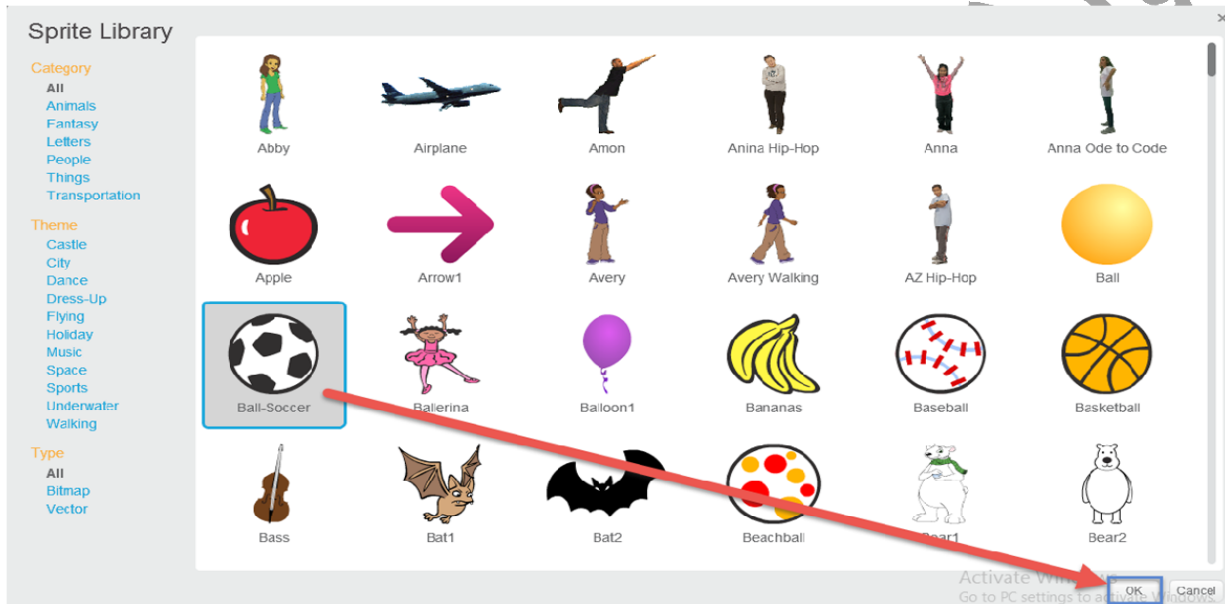 Sprite Library
×
Category
All
Animals
Fantasy
Letters
People
Things
Transportation
Theme
Castle
City
Dance
Dress-Up
Flying
Holiday
Music
Space
Sports
Underwater
Walking
Type
All
Bitmap
Vector
Abby Airplane Amon Anina Hip-Hop Anna Anna Ode to Code
Apple Arrow1 Avery Avery Walking AZ Hip-Hop Ball
Ball-Soccer Ballerina Balloon1 Bananas Baseball Basketball
Bass Bat1 Bat2 Beachball Bear1 Bear2
Activate Windows
Go to PC settings to activate Windows.
OK Cancel